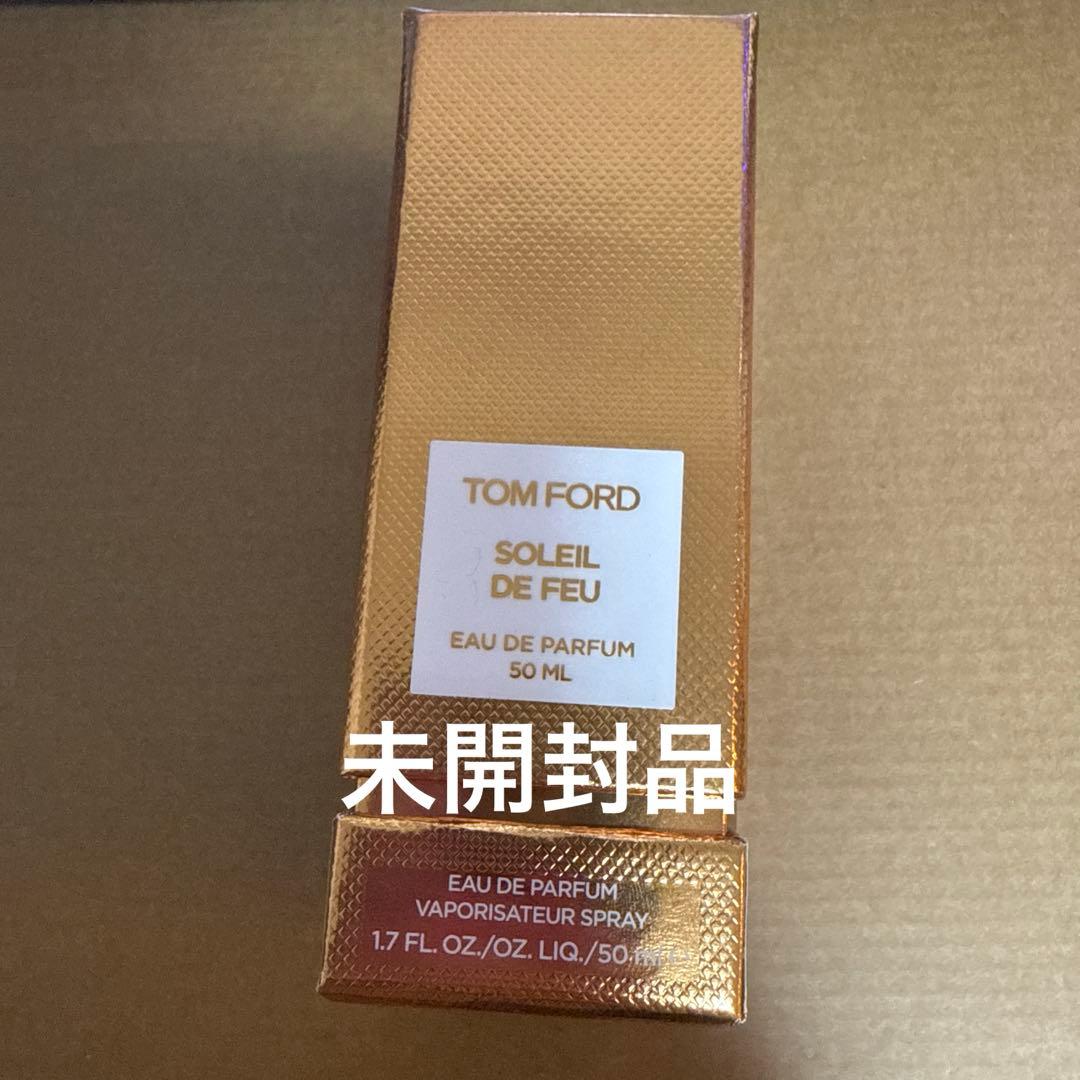 TOM FORD
SOLEIL
DE FEU
EAU DE PARFUM
50 ML
未開封品
EAU DE PARFUM
VAPORISATEUR SPRAY
1.7 FL. OZ./OZ. LIQ./50 ml e